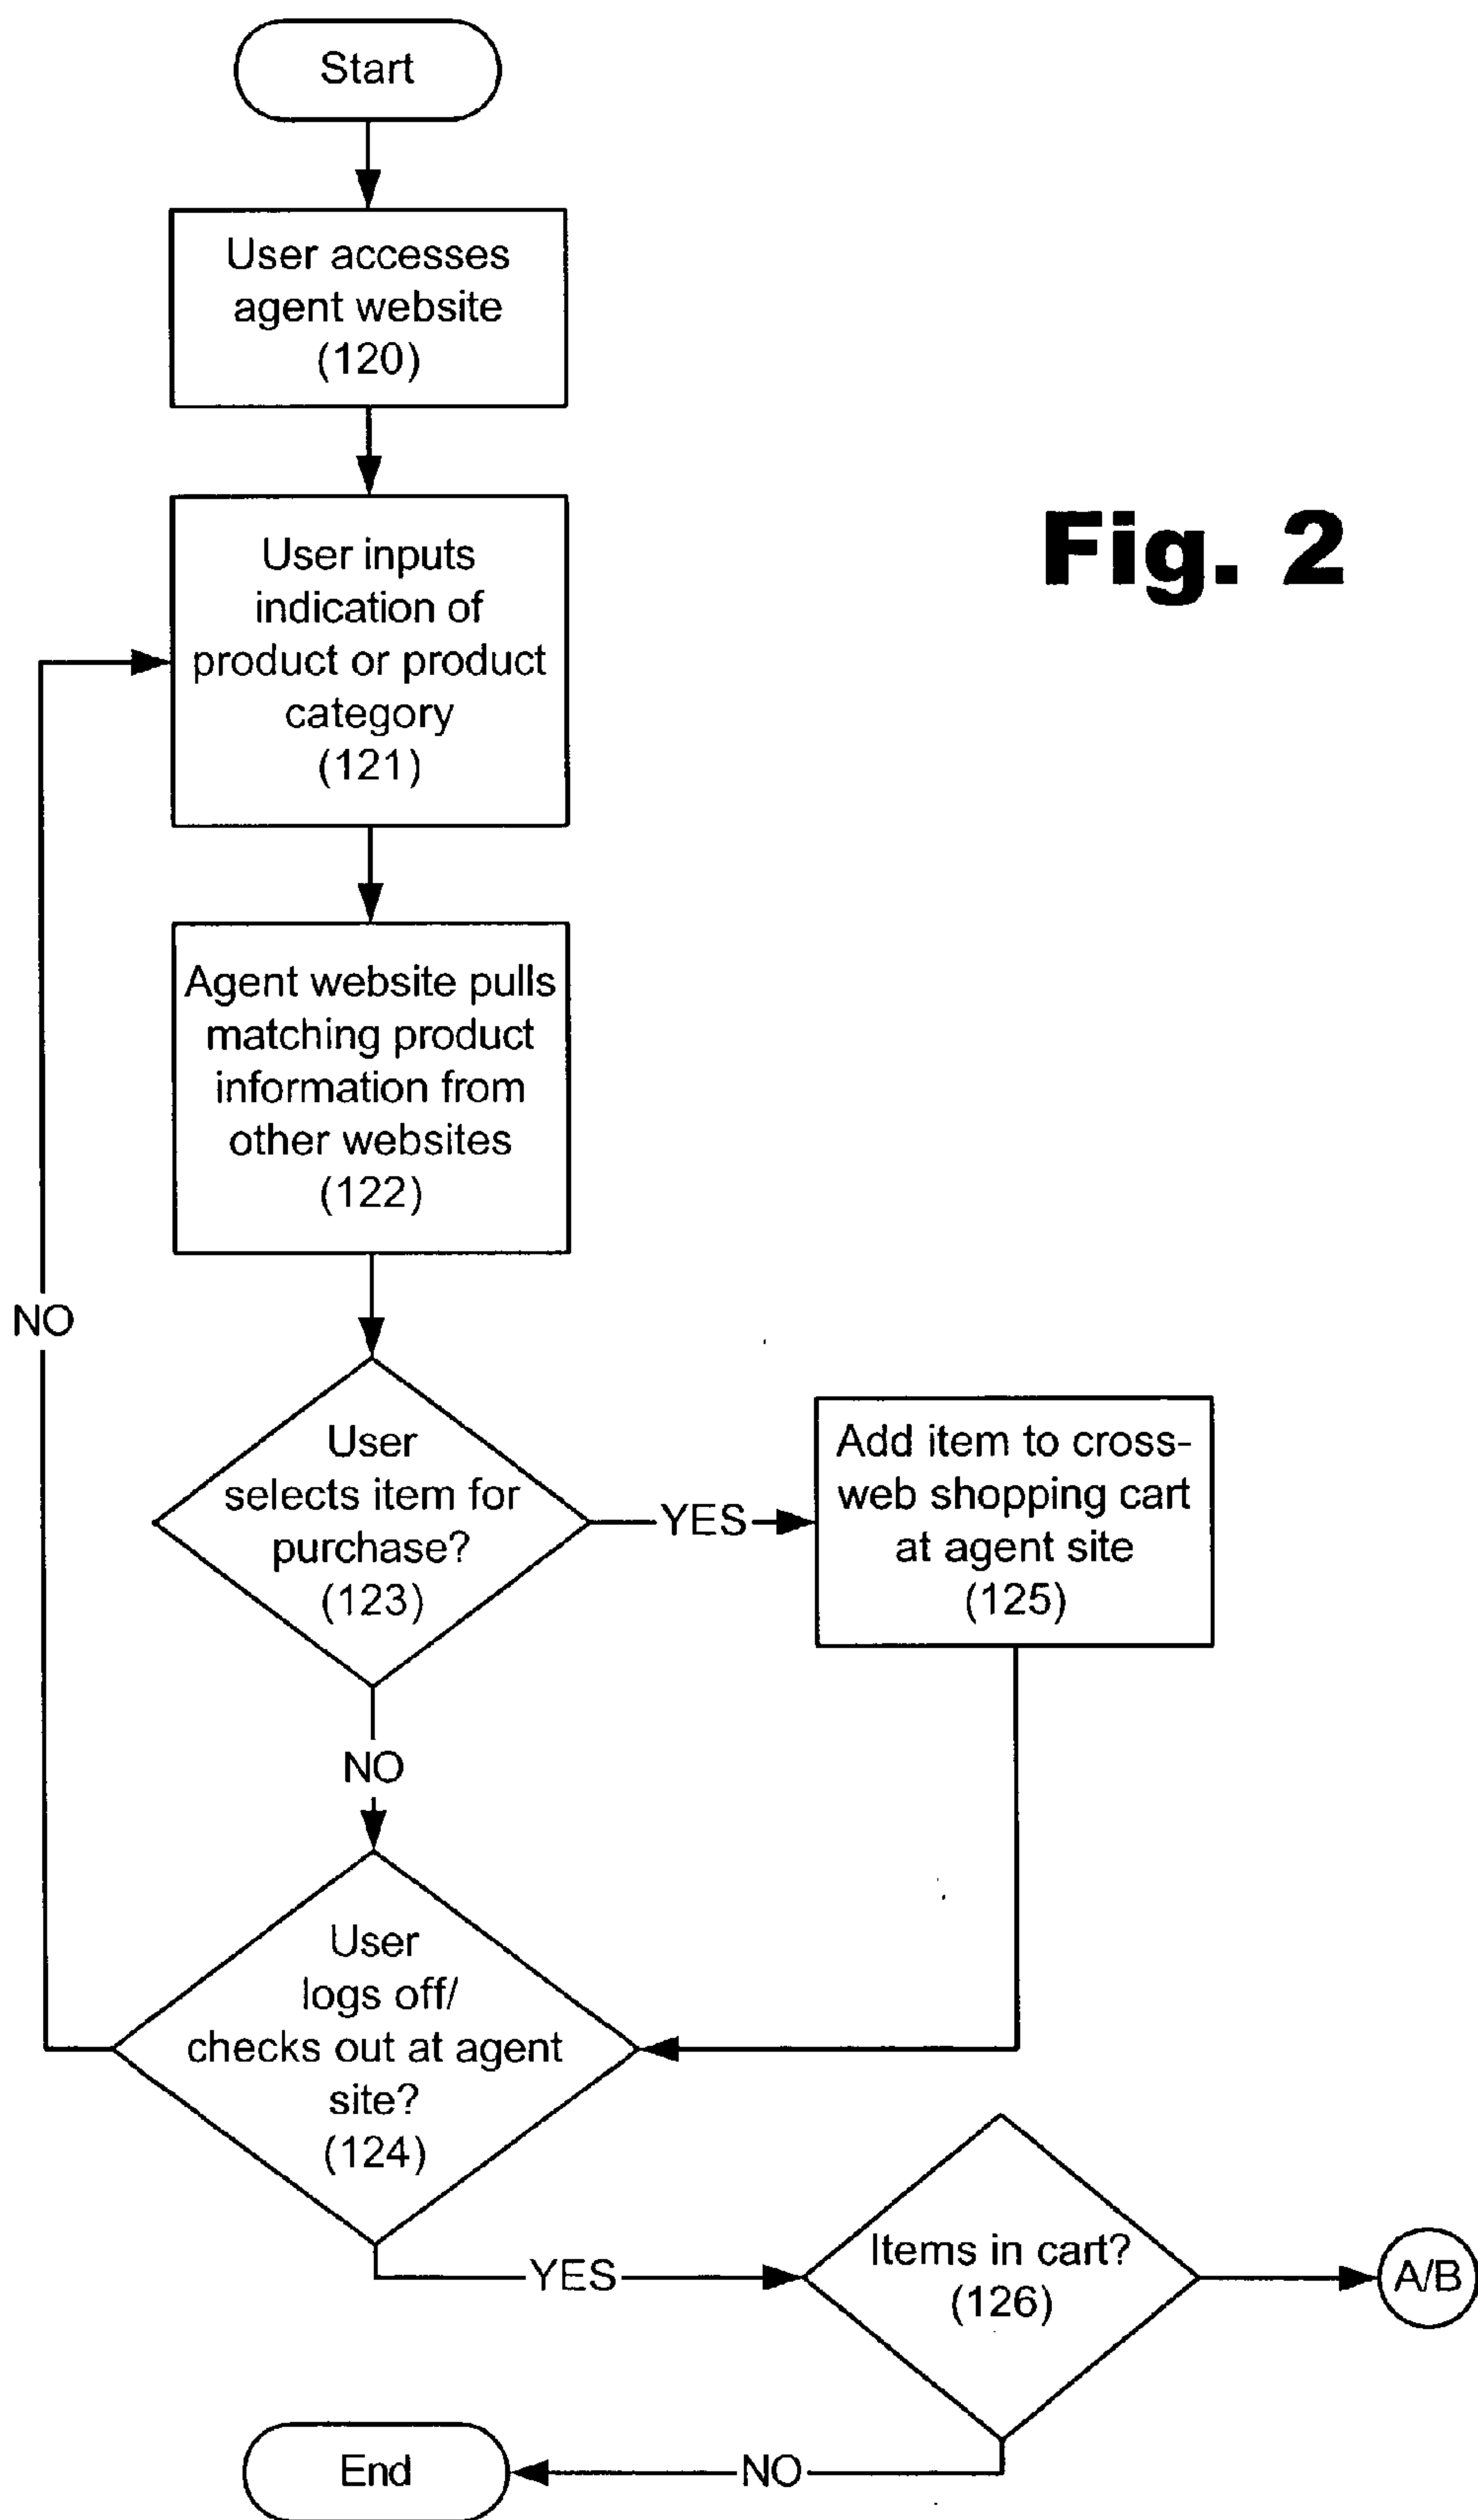 Start
User accesses
agent website
(120)
Fig. 2
User inputs
indication of
product or product
category
(121)
Agent website pulls
matching product
information from
other websites
(122)
NO
User
selects item for
purchase?
(123)
YES
Add item to cross-
web shopping cart
at agent site
(125)
NO
User
logs off/
checks out at agent
site?
(124)
YES
Items in cart?
(126)
A/B
End
NO